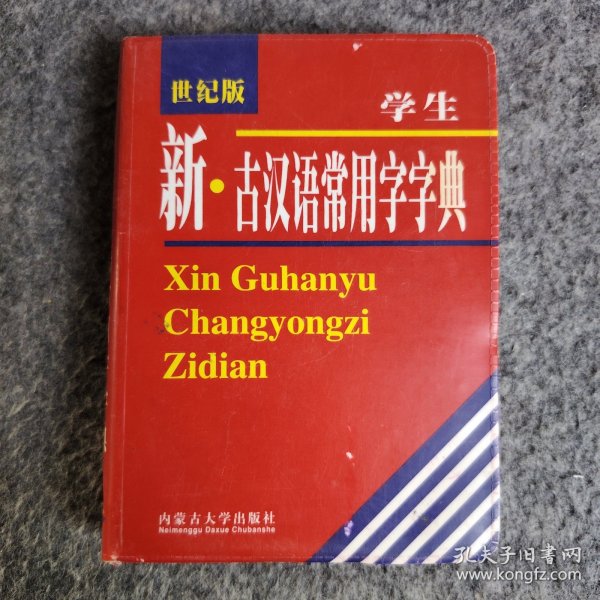 世纪版
学生
新·古汉语常用字字典
Xin Guhanyu
Changyongzi
Zidian
内蒙古大学出版社
Neimenggu Daxue Chubanshe
孔夫子旧书网
www.kongfz.com